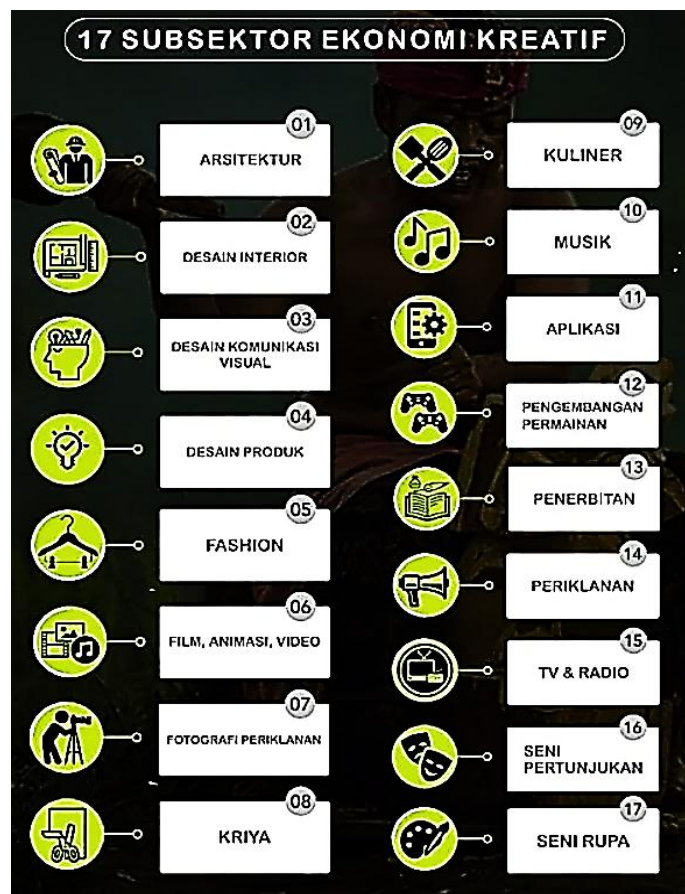 17 SUBSEKTOR EKONOMI KREATIF
01
ARSITEKTUR
02
DESAIN INTERIOR
03
DESAIN KOMUNIKASI
VISUAL
04
DESAIN PRODUK
05
FASHION
06
FILM, ANIMASI, VIDEO
07
FOTOGRAFI PERIKLANAN
08
KRIYA
09
KULINER
10
MUSIK
11
APLIKASI
12
PENGEMBANGAN
PERMAINAN
13
PENERBITAN
14
PERIKLANAN
15
TV & RADIO
16
SENI
PERTUNJUKAN
17
SENI RUPA